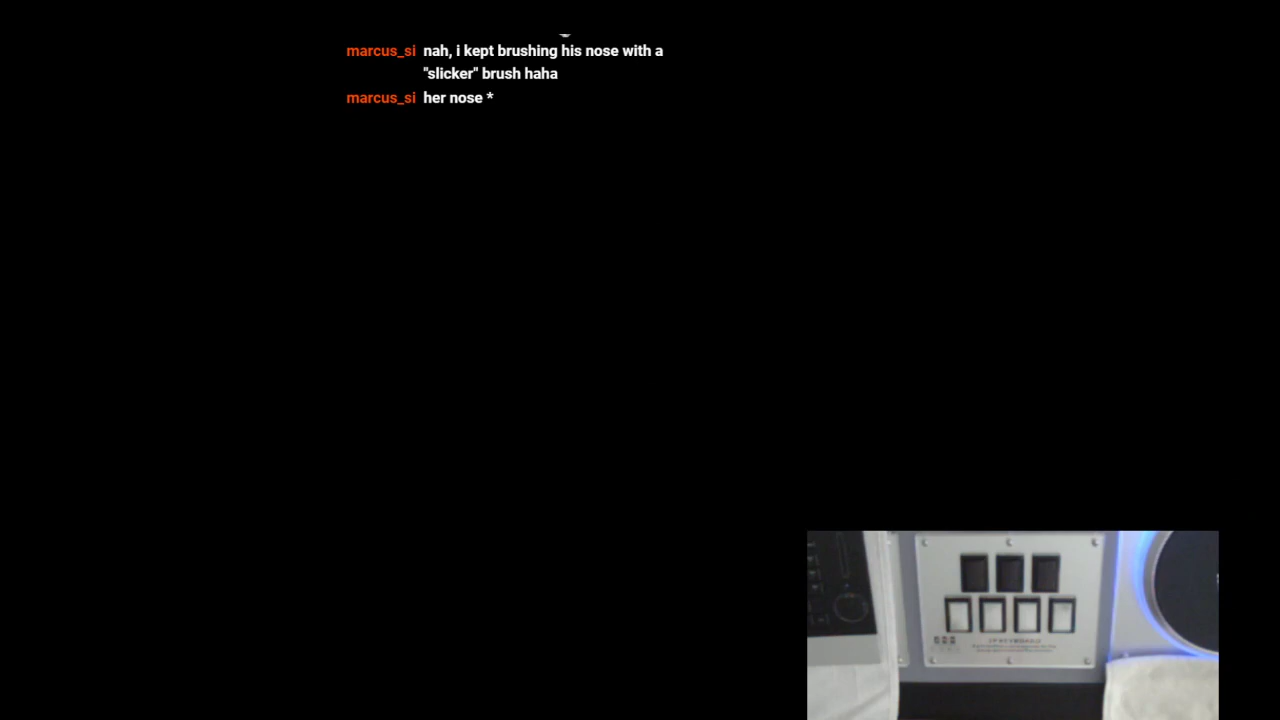 marcus_si nah, i kept brushing his nose with a
"slicker" brush haha
marcus_si her nose *